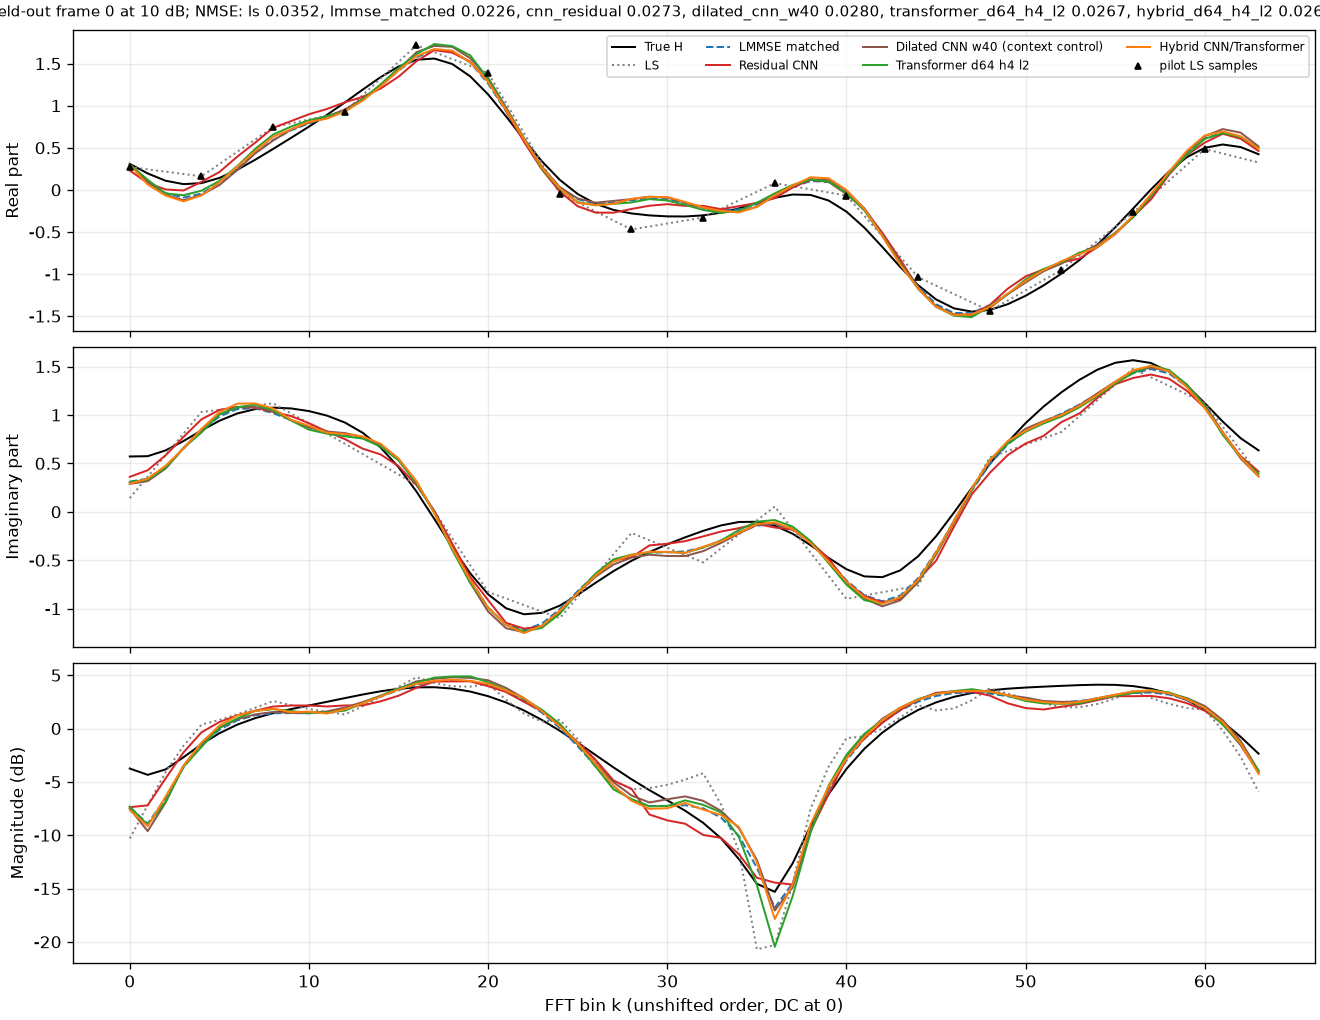 eld-out frame 0 at 10 dB; NMSE: ls 0.0352, lmmse_matched 0.0226, cnn_residual 0.0273, dilated_cnn_w40 0.0280, transformer_d64_h4_l2 0.0267, hybrid_d64_h4_l2 0.026
True H
LS
LMMSE matched
Residual CNN
Dilated CNN w40 (context control)
Transformer d64 h4 l2
Hybrid CNN/Transformer
pilot LS samples
Real part
1.5
1
0.5
0
-0.5
-1
-1.5
Imaginary part
1.5
1
0.5
0
-0.5
-1
Magnitude (dB)
5
0
-5
-10
-15
-20
0 10 20 30 40 50 60
FFT bin k (unshifted order, DC at 0)